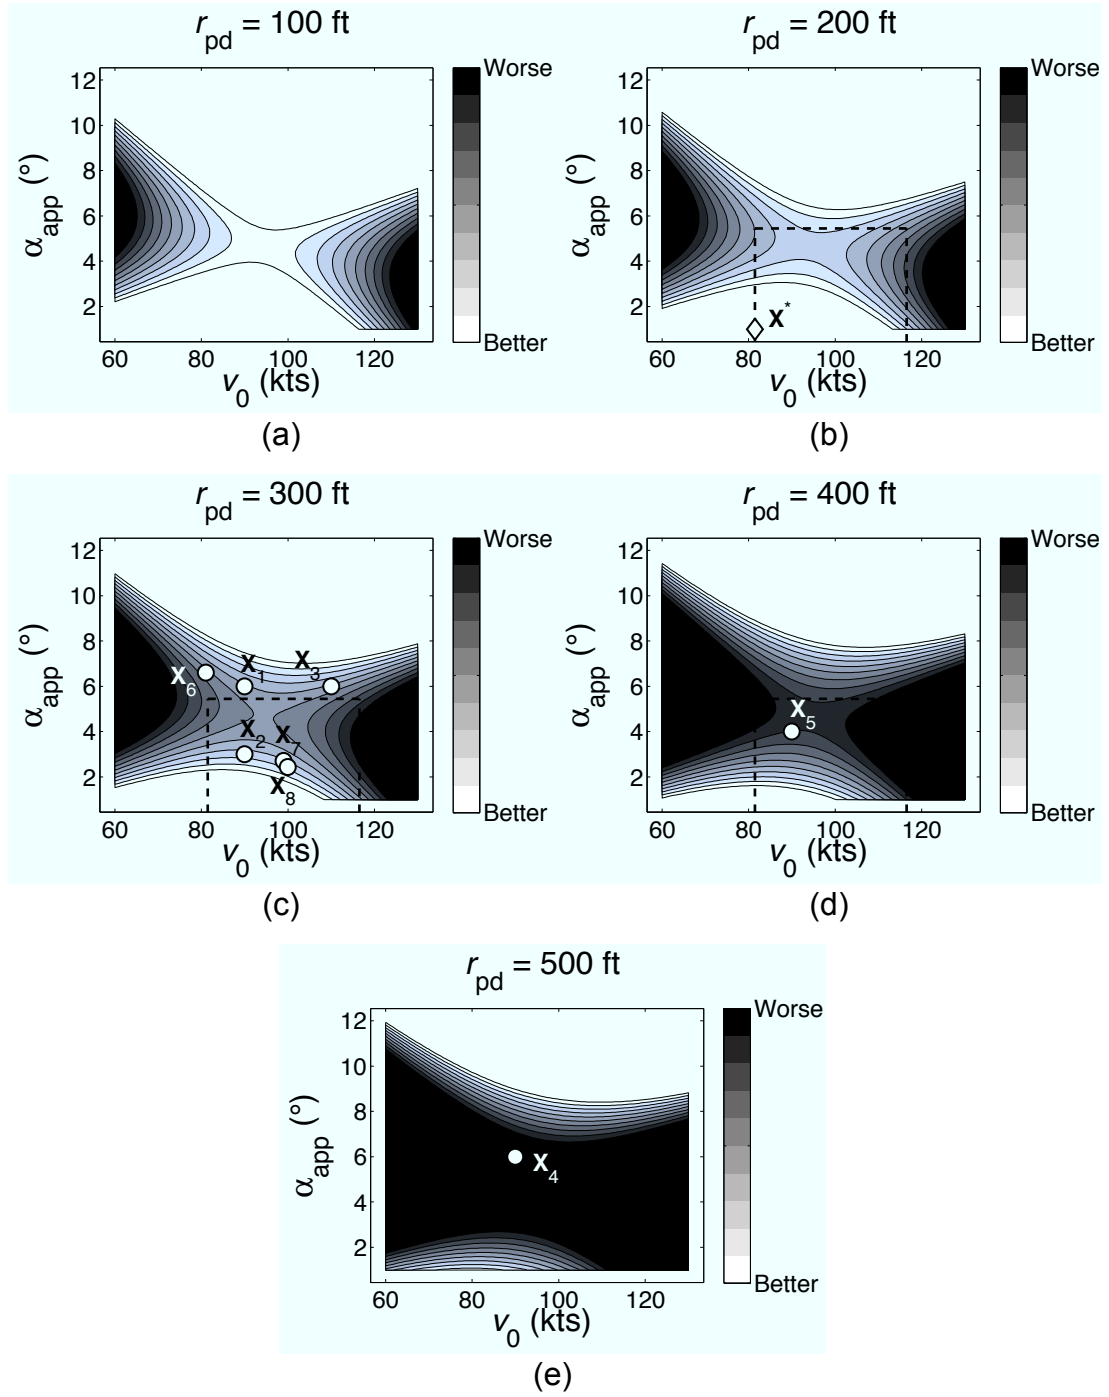 r_pd = 100 ft
r_pd = 200 ft
12
10
8
6
4
2
α_app (°)
60 80 100 120
v_0 (kts)
Worse
Better
(a)
12
10
8
6
4
2
α_app (°)
X*
60 80 100 120
v_0 (kts)
Worse
Better
(b)
r_pd = 300 ft
r_pd = 400 ft
12
10
8
6
4
2
α_app (°)
X_6
X_1
X_3
X_2
X_7
X_8
60 80 100 120
v_0 (kts)
Worse
Better
(c)
12
10
8
6
4
2
α_app (°)
X_5
60 80 100 120
v_0 (kts)
Worse
Better
(d)
r_pd = 500 ft
12
10
8
6
4
2
α_app (°)
X_4
60 80 100 120
v_0 (kts)
Worse
Better
(e)